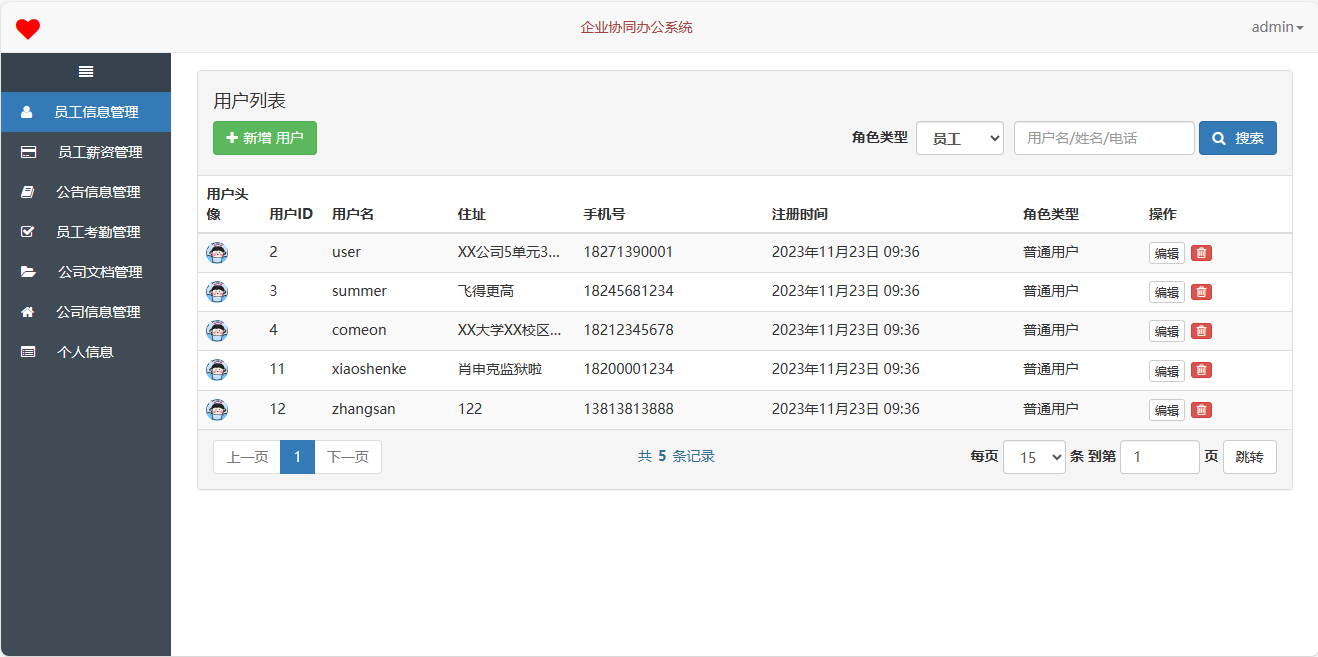 企业协同办公系统
admin
员工信息管理
员工薪资管理
公告信息管理
员工考勤管理
公司文档管理
公司信息管理
个人信息
用户列表
新增 用户
角色类型 员工 用户名/姓名/电话 搜索
用户头像 用户ID 用户名 住址 手机号 注册时间 角色类型 操作
2 user XX公司5单元3... 18271390001 2023年11月23日 09:36 普通用户 编辑
3 summer 飞得更高 18245681234 2023年11月23日 09:36 普通用户 编辑
4 comeon XX大学XX校区... 18212345678 2023年11月23日 09:36 普通用户 编辑
11 xiaoshenke 肖申克监狱啦 18200001234 2023年11月23日 09:36 普通用户 编辑
12 zhangsan 122 13813813888 2023年11月23日 09:36 普通用户 编辑
上一页 1 下一页 共 5 条记录 每页 15 条 到第 1 页 跳转